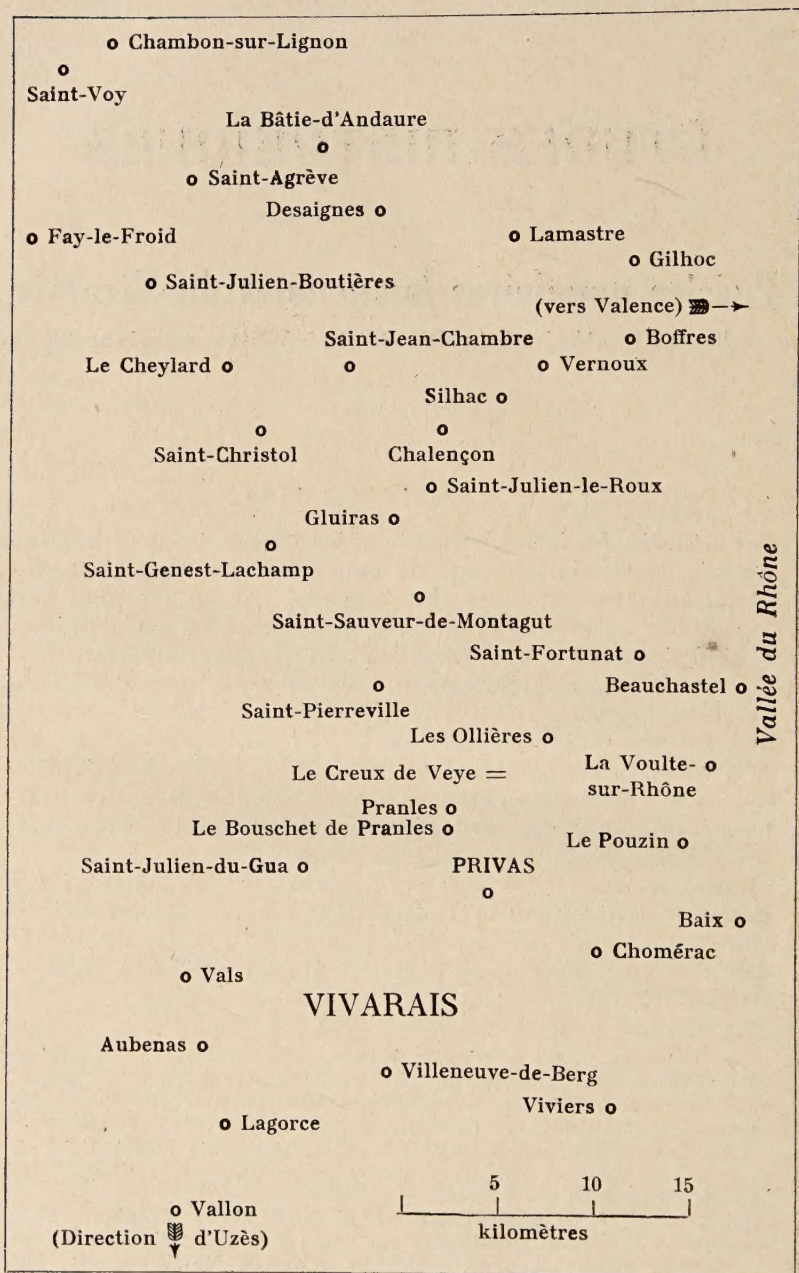 Chambon-sur-Lignon
Saint-Voy
La Bâtie-d'Andaure
Saint-Agrève
Desaignes
Fay-le-Froid
Lamastre
Gilhoc
Saint-Julien-Boutières
(vers Valence)
Saint-Jean-Chambre
Boffres
Le Cheylard
Vernoux
Silhac
Saint-Christol
Chalençon
Saint-Julien-le-Roux
Gluiras
Saint-Genest-Lachamp
Saint-Sauveur-de-Montagut
Saint-Fortunat
Vallée du Rhône
Beauchastel
Saint-Pierreville
Les Ollières
La Voulte-
sur-Rhône
Le Creux de Veye =
Pranles
Le Bouschet de Pranles
Le Pouzin
Saint-Julien-du-Gua
PRIVAS
Baix
Chomérac
Vals
VIVARAIS
Aubenas
Villeneuve-de-Berg
Viviers
Lagorce
5 10 15
kilomètres
Vallon
(Direction d'Uzès)